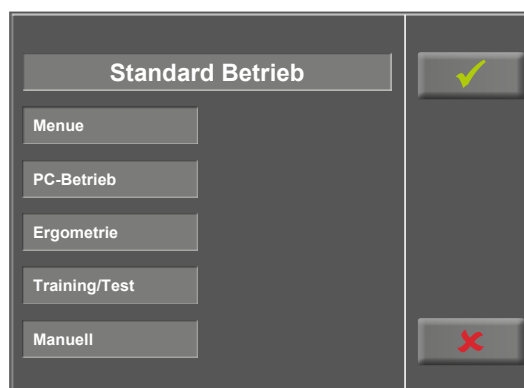 Standard Betrieb
Menue
PC-Betrieb
Ergometrie
Training/Test
Manuell